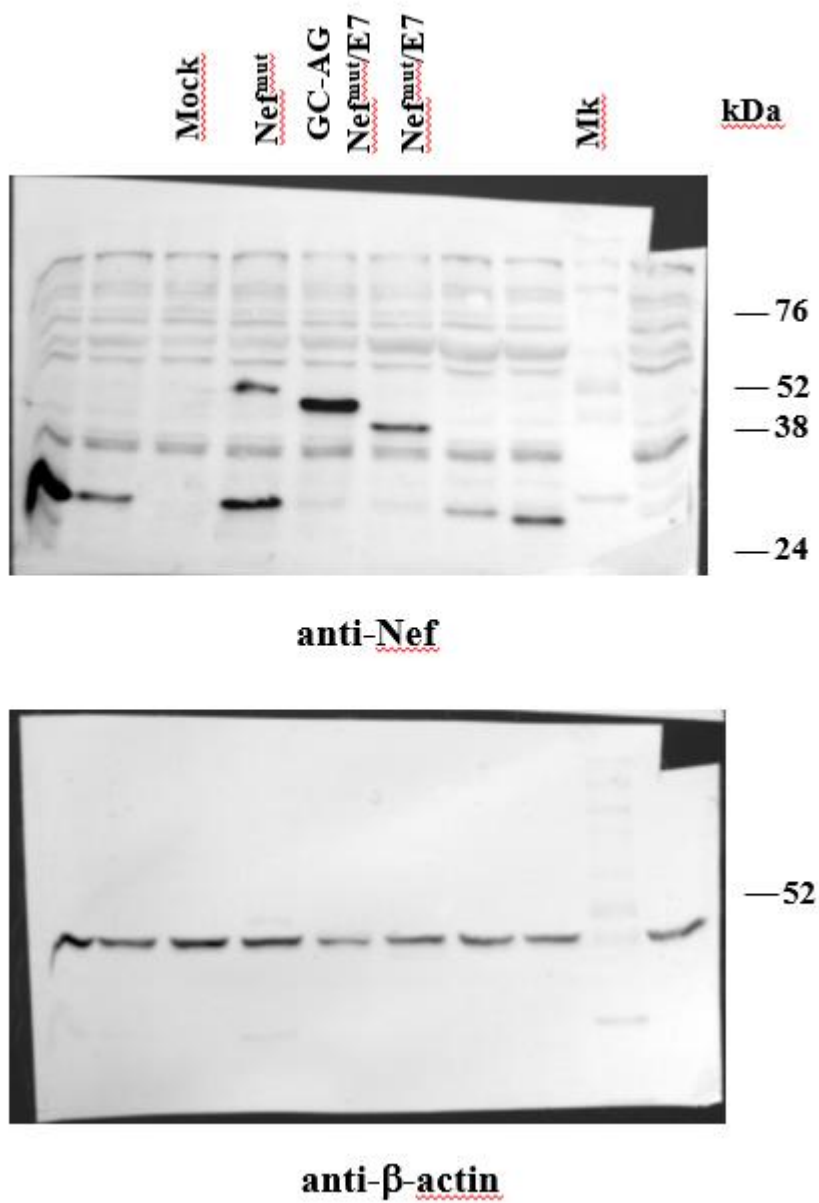 Mock
Nefᵐᵘᵗ
GC-AG
Nefᵐᵘᵗ/E7
Nefᵐᵘᵗ/E7
Mk
kDa
—76
—52
—38
—24
anti-Nef
—52
anti-β-actin